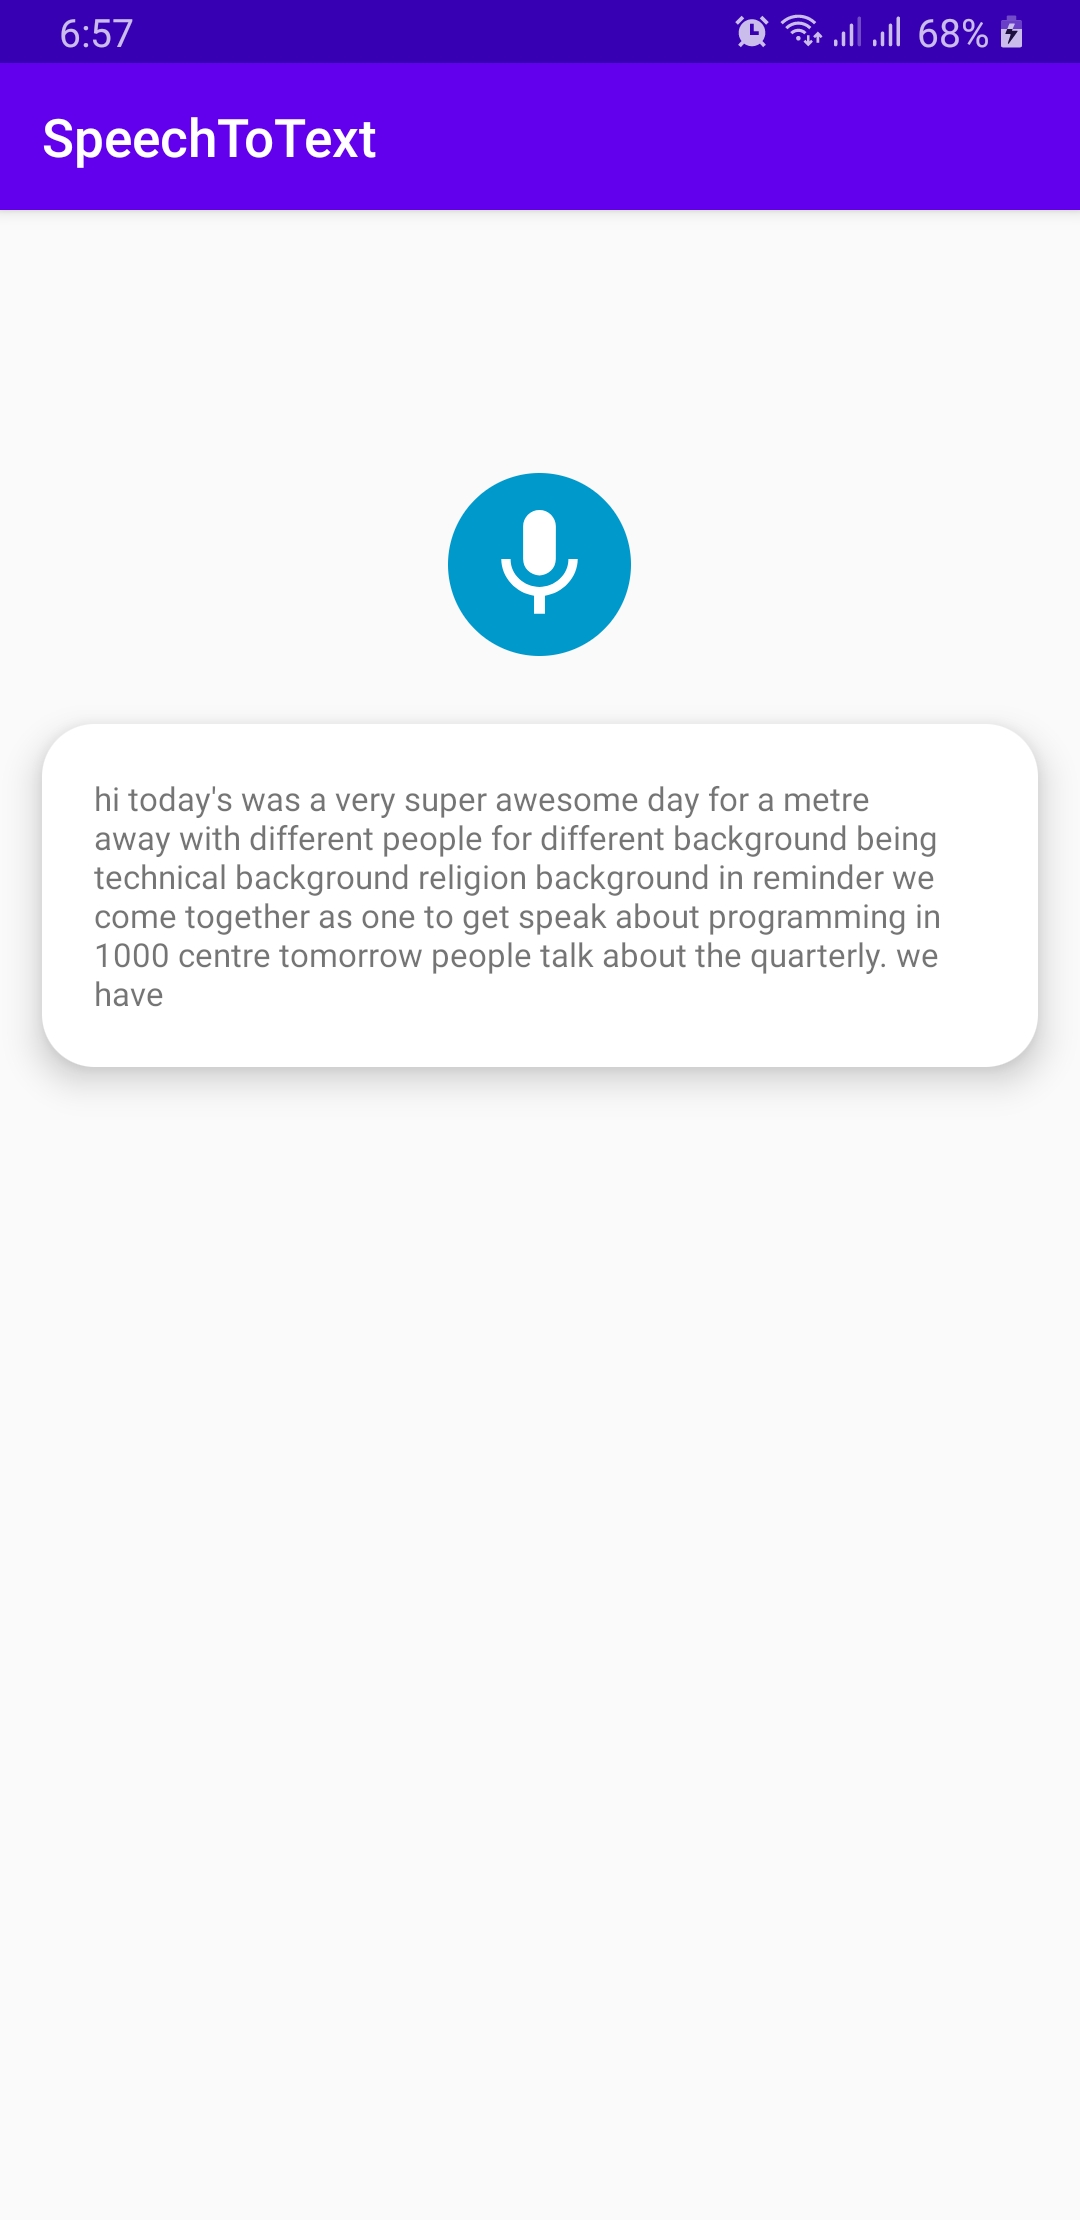 6:57
68%
SpeechToText
hi today's was a very super awesome day for a metre
away with different people for different background being
technical background religion background in reminder we
come together as one to get speak about programming in
1000 centre tomorrow people talk about the quarterly. we
have